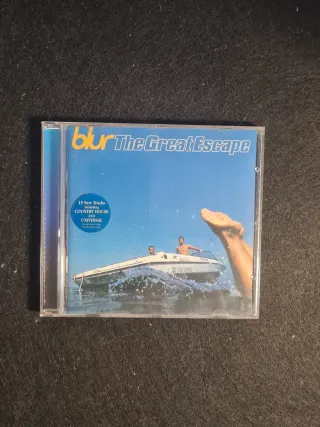 blur The Great Escape
15 New Tracks
including
COUNTRY HOUSE
and
UNIVERSAL